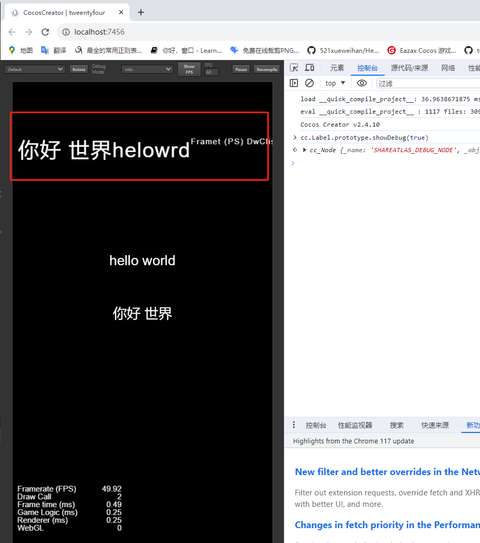 CocosCreator | tweentyfour
localhost:7456
地图
翻译
最全的常用正则表...
你好，窗口 - Learn...
免费在线裁剪PNG...
521xueweihan/He...
Eazax Cocos 游戏...
Default
Rotate
Debug Mode:
Info
Show FPS
FPS:
60
Pause
Recompile
元素
控制台
源代码/来源
网络
top
过滤
load __quick_compile_project__: 36.9638671875 ms
eval __quick_compile_project__ : 1117 files: 309
Cocos Creator v2.4.10
cc.Label.prototype.showDebug(true)
cc_Node {_name: 'SHAREATLAS_DEBUG_NODE', _obj
你好 世界helowrd
Framet (PS) DwClis
hello world
你好 世界
Framerate (FPS) 49.92
Draw Call 2
Frame time (ms) 0.49
Game Logic (ms) 0.25
Renderer (ms) 0.25
WebGL 0
控制台
性能监视器
搜索
快速来源
新功
Highlights from the Chrome 117 update
New filter and better overrides in the Netw
Filter out extension requests, override fetch and XHR
with better UI, and more.
Changes in fetch priority in the Performan